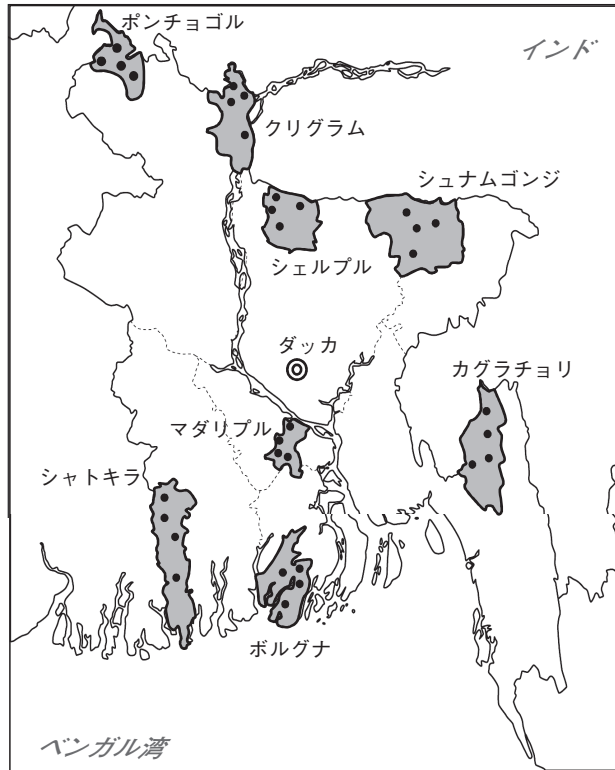 ポンチョゴル
インド
クリグラム
シュナムゴンジ
シェルプル
ダッカ
カグラチョリ
マダリプル
シャトキラ
ボルグナ
ベンガル湾